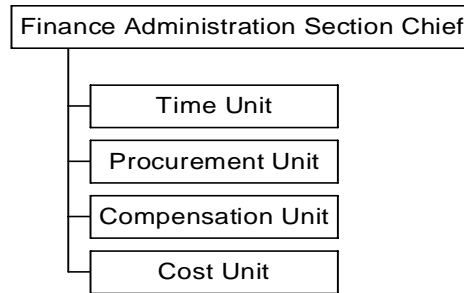 Finance Administration Section Chief
Time Unit
Procurement Unit
Compensation Unit
Cost Unit